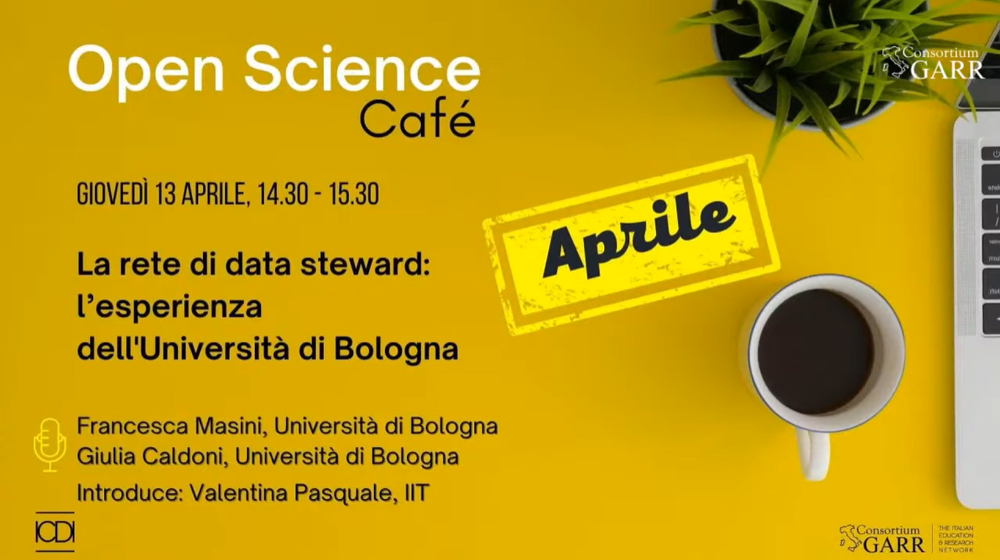 Open Science
Café
Consortium
GARR
GIOVEDÌ 13 APRILE, 14.30 - 15.30
Aprile
La rete di data steward:
l’esperienza
dell'Università di Bologna
Francesca Masini, Università di Bologna
Giulia Caldoni, Università di Bologna
Introduce: Valentina Pasquale, IIT
ICDI
Consortium
GARR
THE ITALIAN
EDUCATION
& RESEARCH
NETWORK